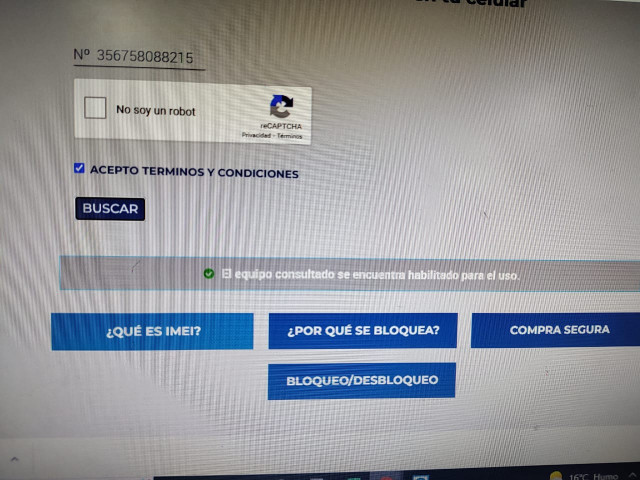 en tu celular
Nº 356758088215
No soy un robot
reCAPTCHA
Privacidad - Términos
ACEPTO TERMINOS Y CONDICIONES
BUSCAR
El equipo consultado se encuentra habilitado para el uso.
¿QUÉ ES IMEI?
¿POR QUÉ SE BLOQUEA?
COMPRA SEGURA
BLOQUEO/DESBLOQUEO
16°C Humo